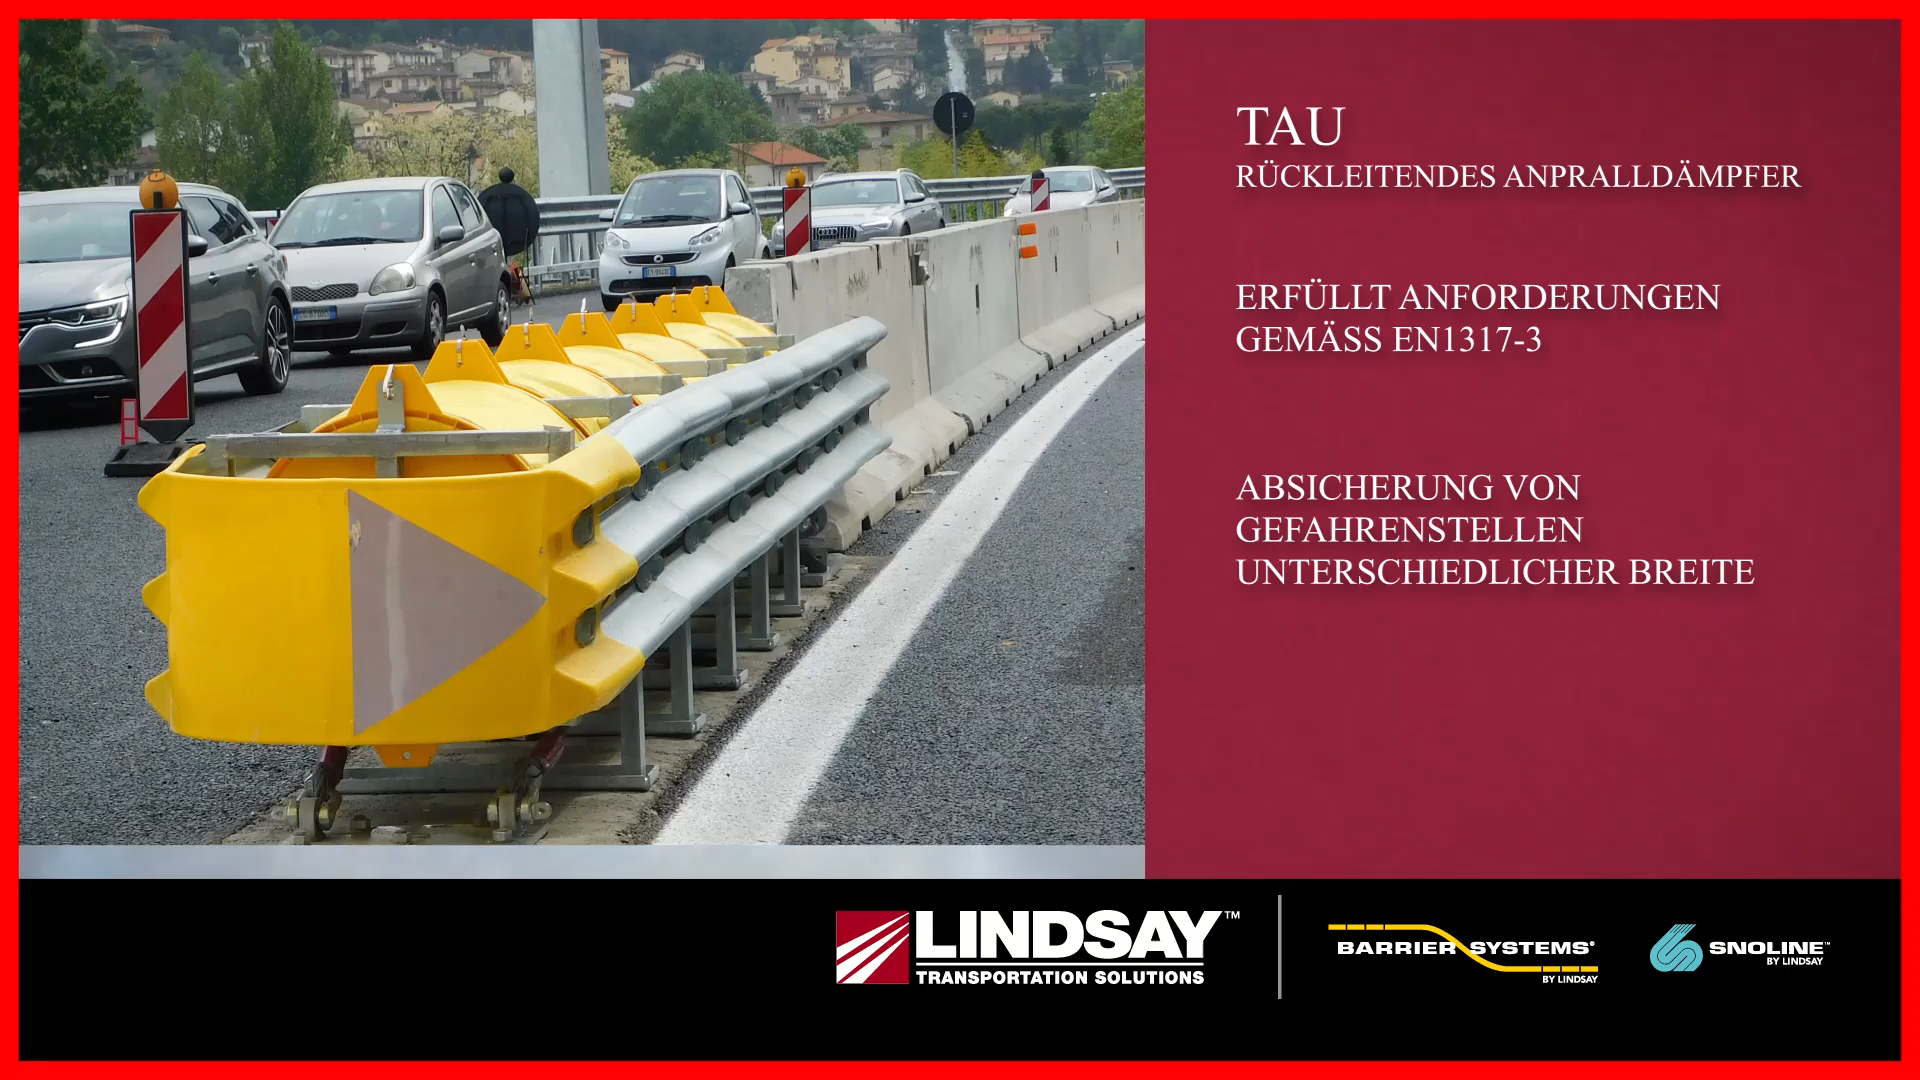 TAU
RÜCKLEITENDES ANPRALLDÄMPFER
ERFÜLLT ANFORDERUNGEN
GEMÄSS EN1317-3
ABSICHERUNG VON
GEFAHRENSTELLEN
UNTERSCHIEDLICHER BREITE
LINDSAY™
TRANSPORTATION SOLUTIONS
BARRIER SYSTEMS®
BY LINDSAY
SNOLINE™
BY LINDSAY